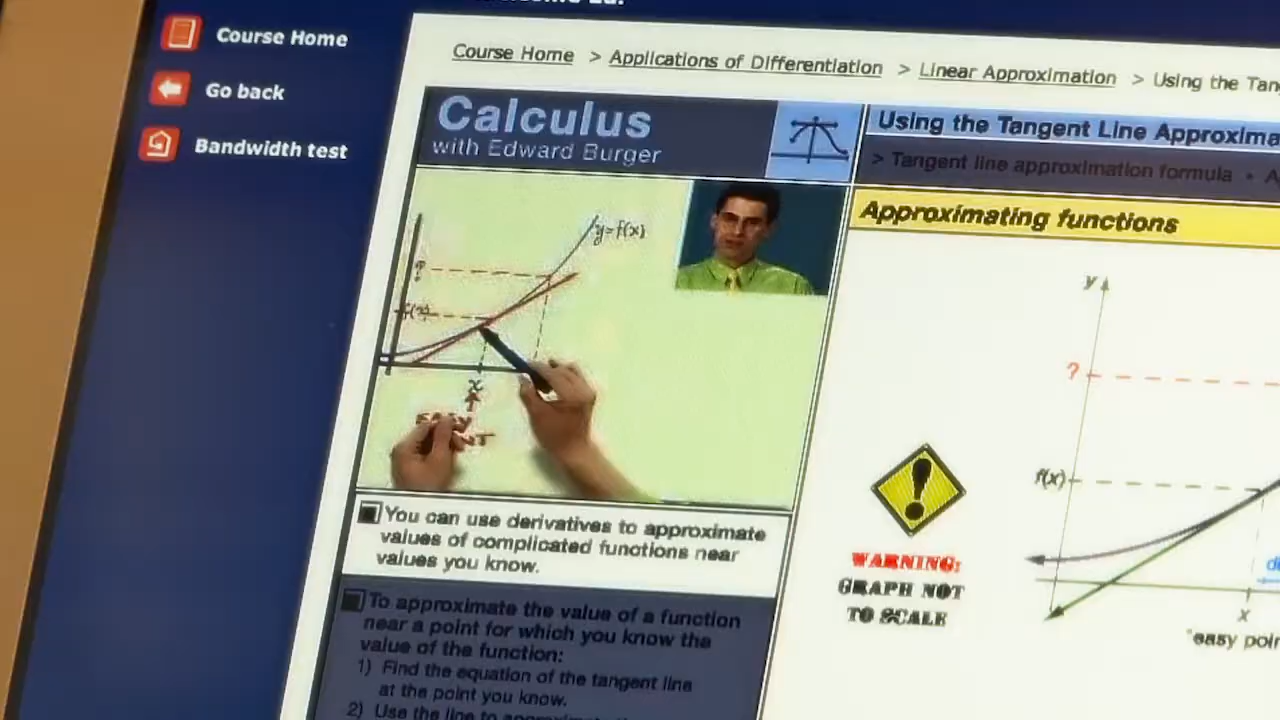 Course Home
Go back
Bandwidth test
Course Home > Applications of Differentiation > Linear Approximation > Using the Tan
Calculus
with Edward Burger
Using the Tangent Line Approxima
> Tangent line approximation formula • A
Approximating functions
y=f(x)
?
f(x)
x
EASY
You can use derivatives to approximate
values of complicated functions near
values you know.
To approximate the value of a function
near a point for which you know the
value of the function:
1) Find the equation of the tangent line
at the point you know.
2) Use the line to
y
?
f(x)
WARNING:
GRAPH NOT
TO SCALE
x
"easy poin